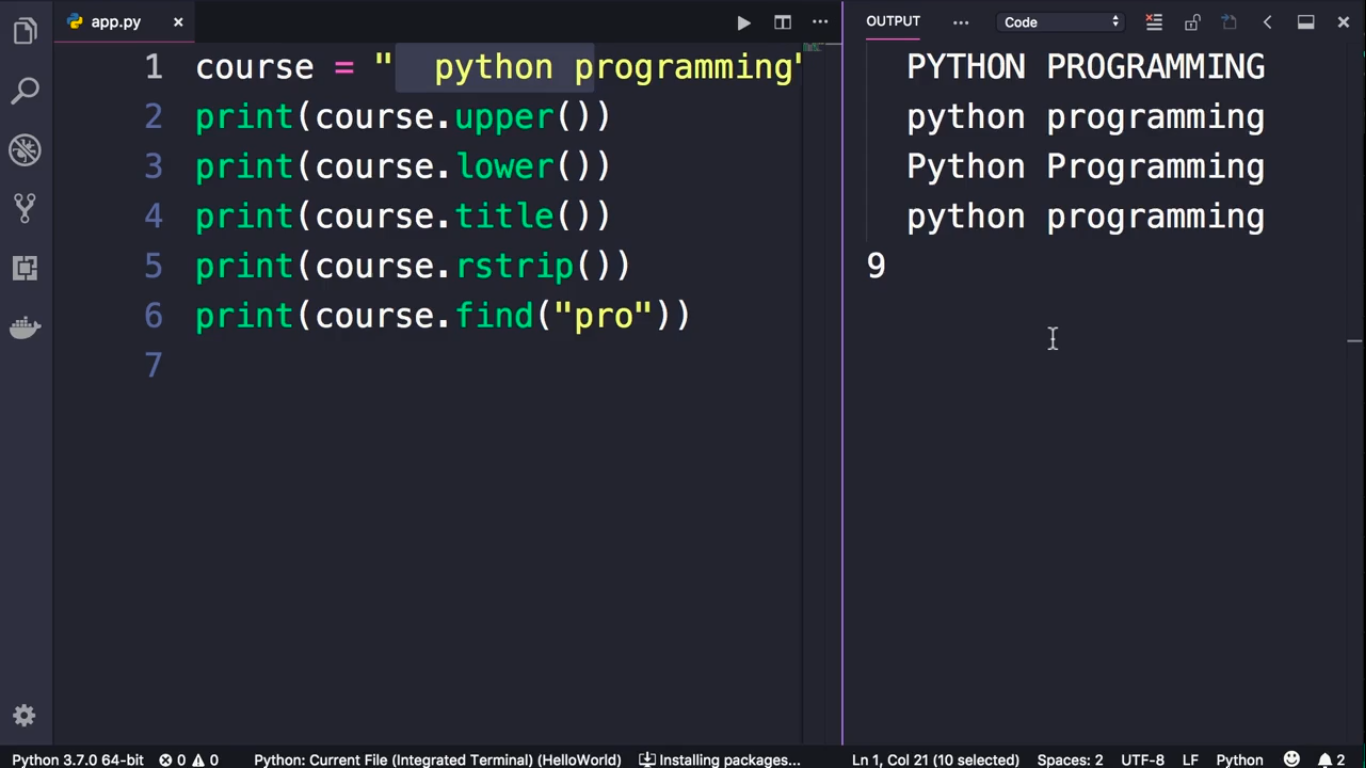 app.py
OUTPUT
Code
1 course = "  python programming"
2 print(course.upper())
3 print(course.lower())
4 print(course.title())
5 print(course.rstrip())
6 print(course.find("pro"))
7
PYTHON PROGRAMMING
python programming
Python Programming
python programming
9
Python 3.7.0 64-bit 0 0 Python: Current File (Integrated Terminal) (HelloWorld) Installing packages... Ln 1, Col 21 (10 selected) Spaces: 2 UTF-8 LF Python 2